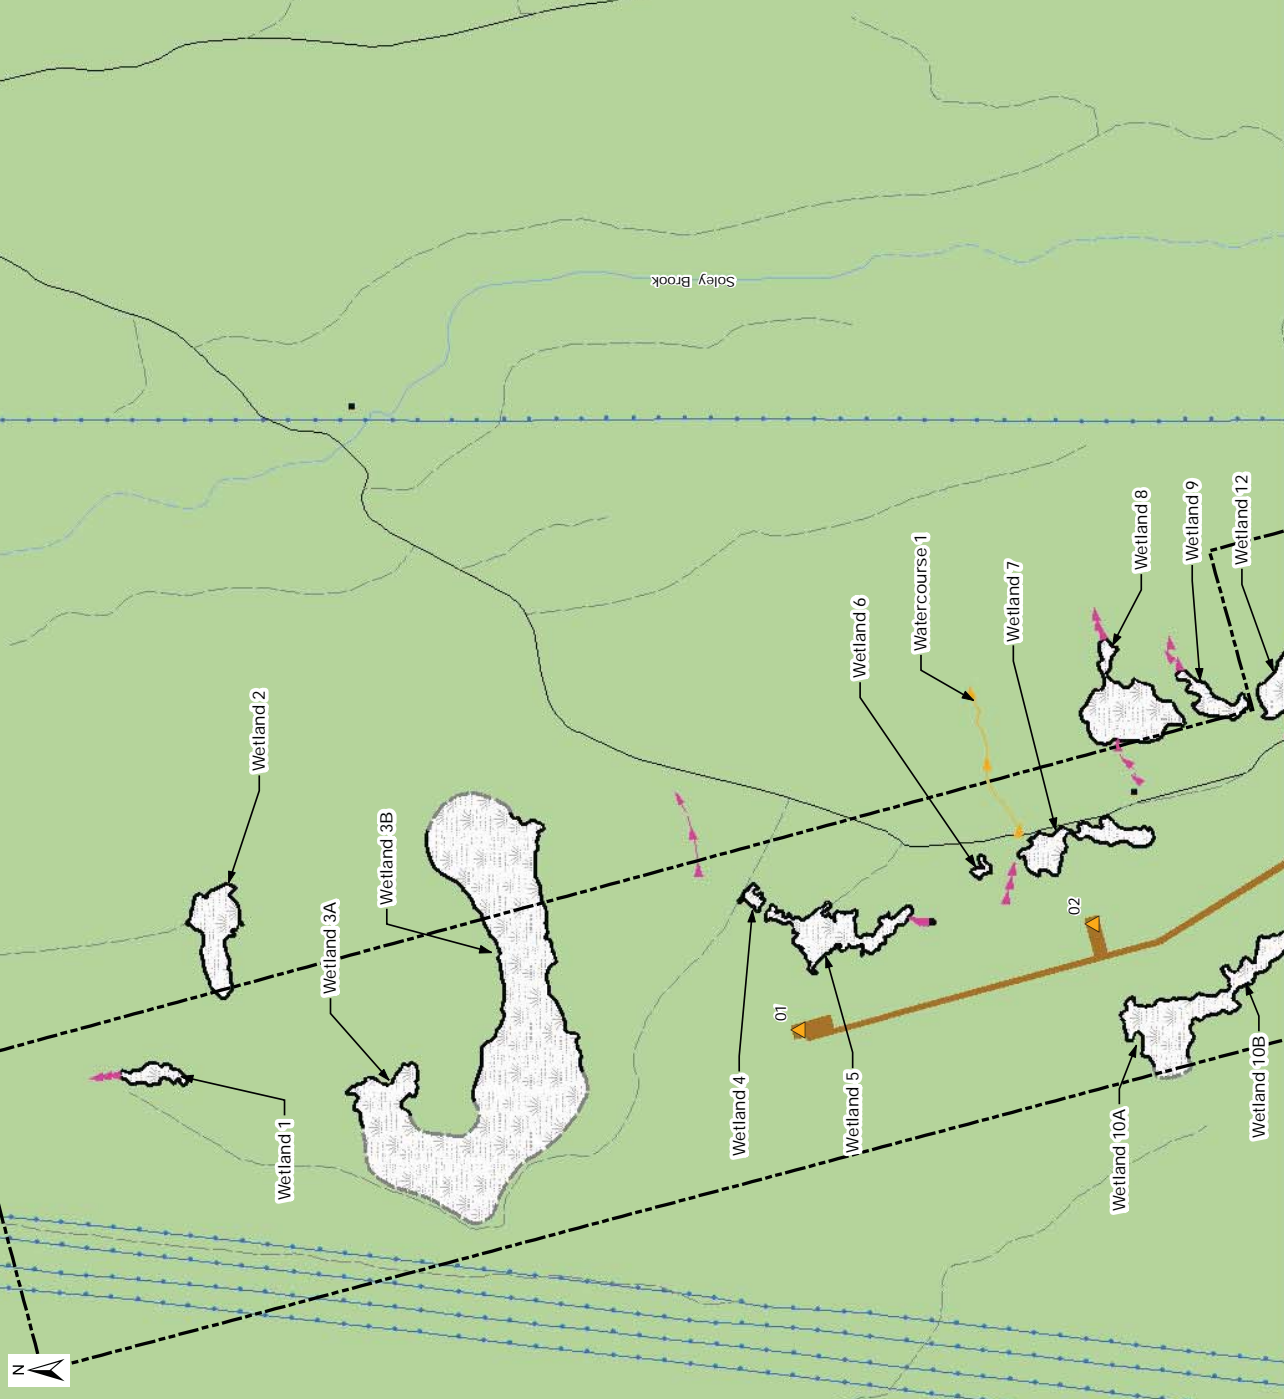 Soley Brook
Wetland 8
Wetland 9
Wetland 12
Watercourse 1
Wetland 7
Wetland 6
Wetland 2
Wetland 3B
Wetland 3A
02
01
Wetland 1
Wetland 4
Wetland 5
Wetland 10A
Wetland 10B
N